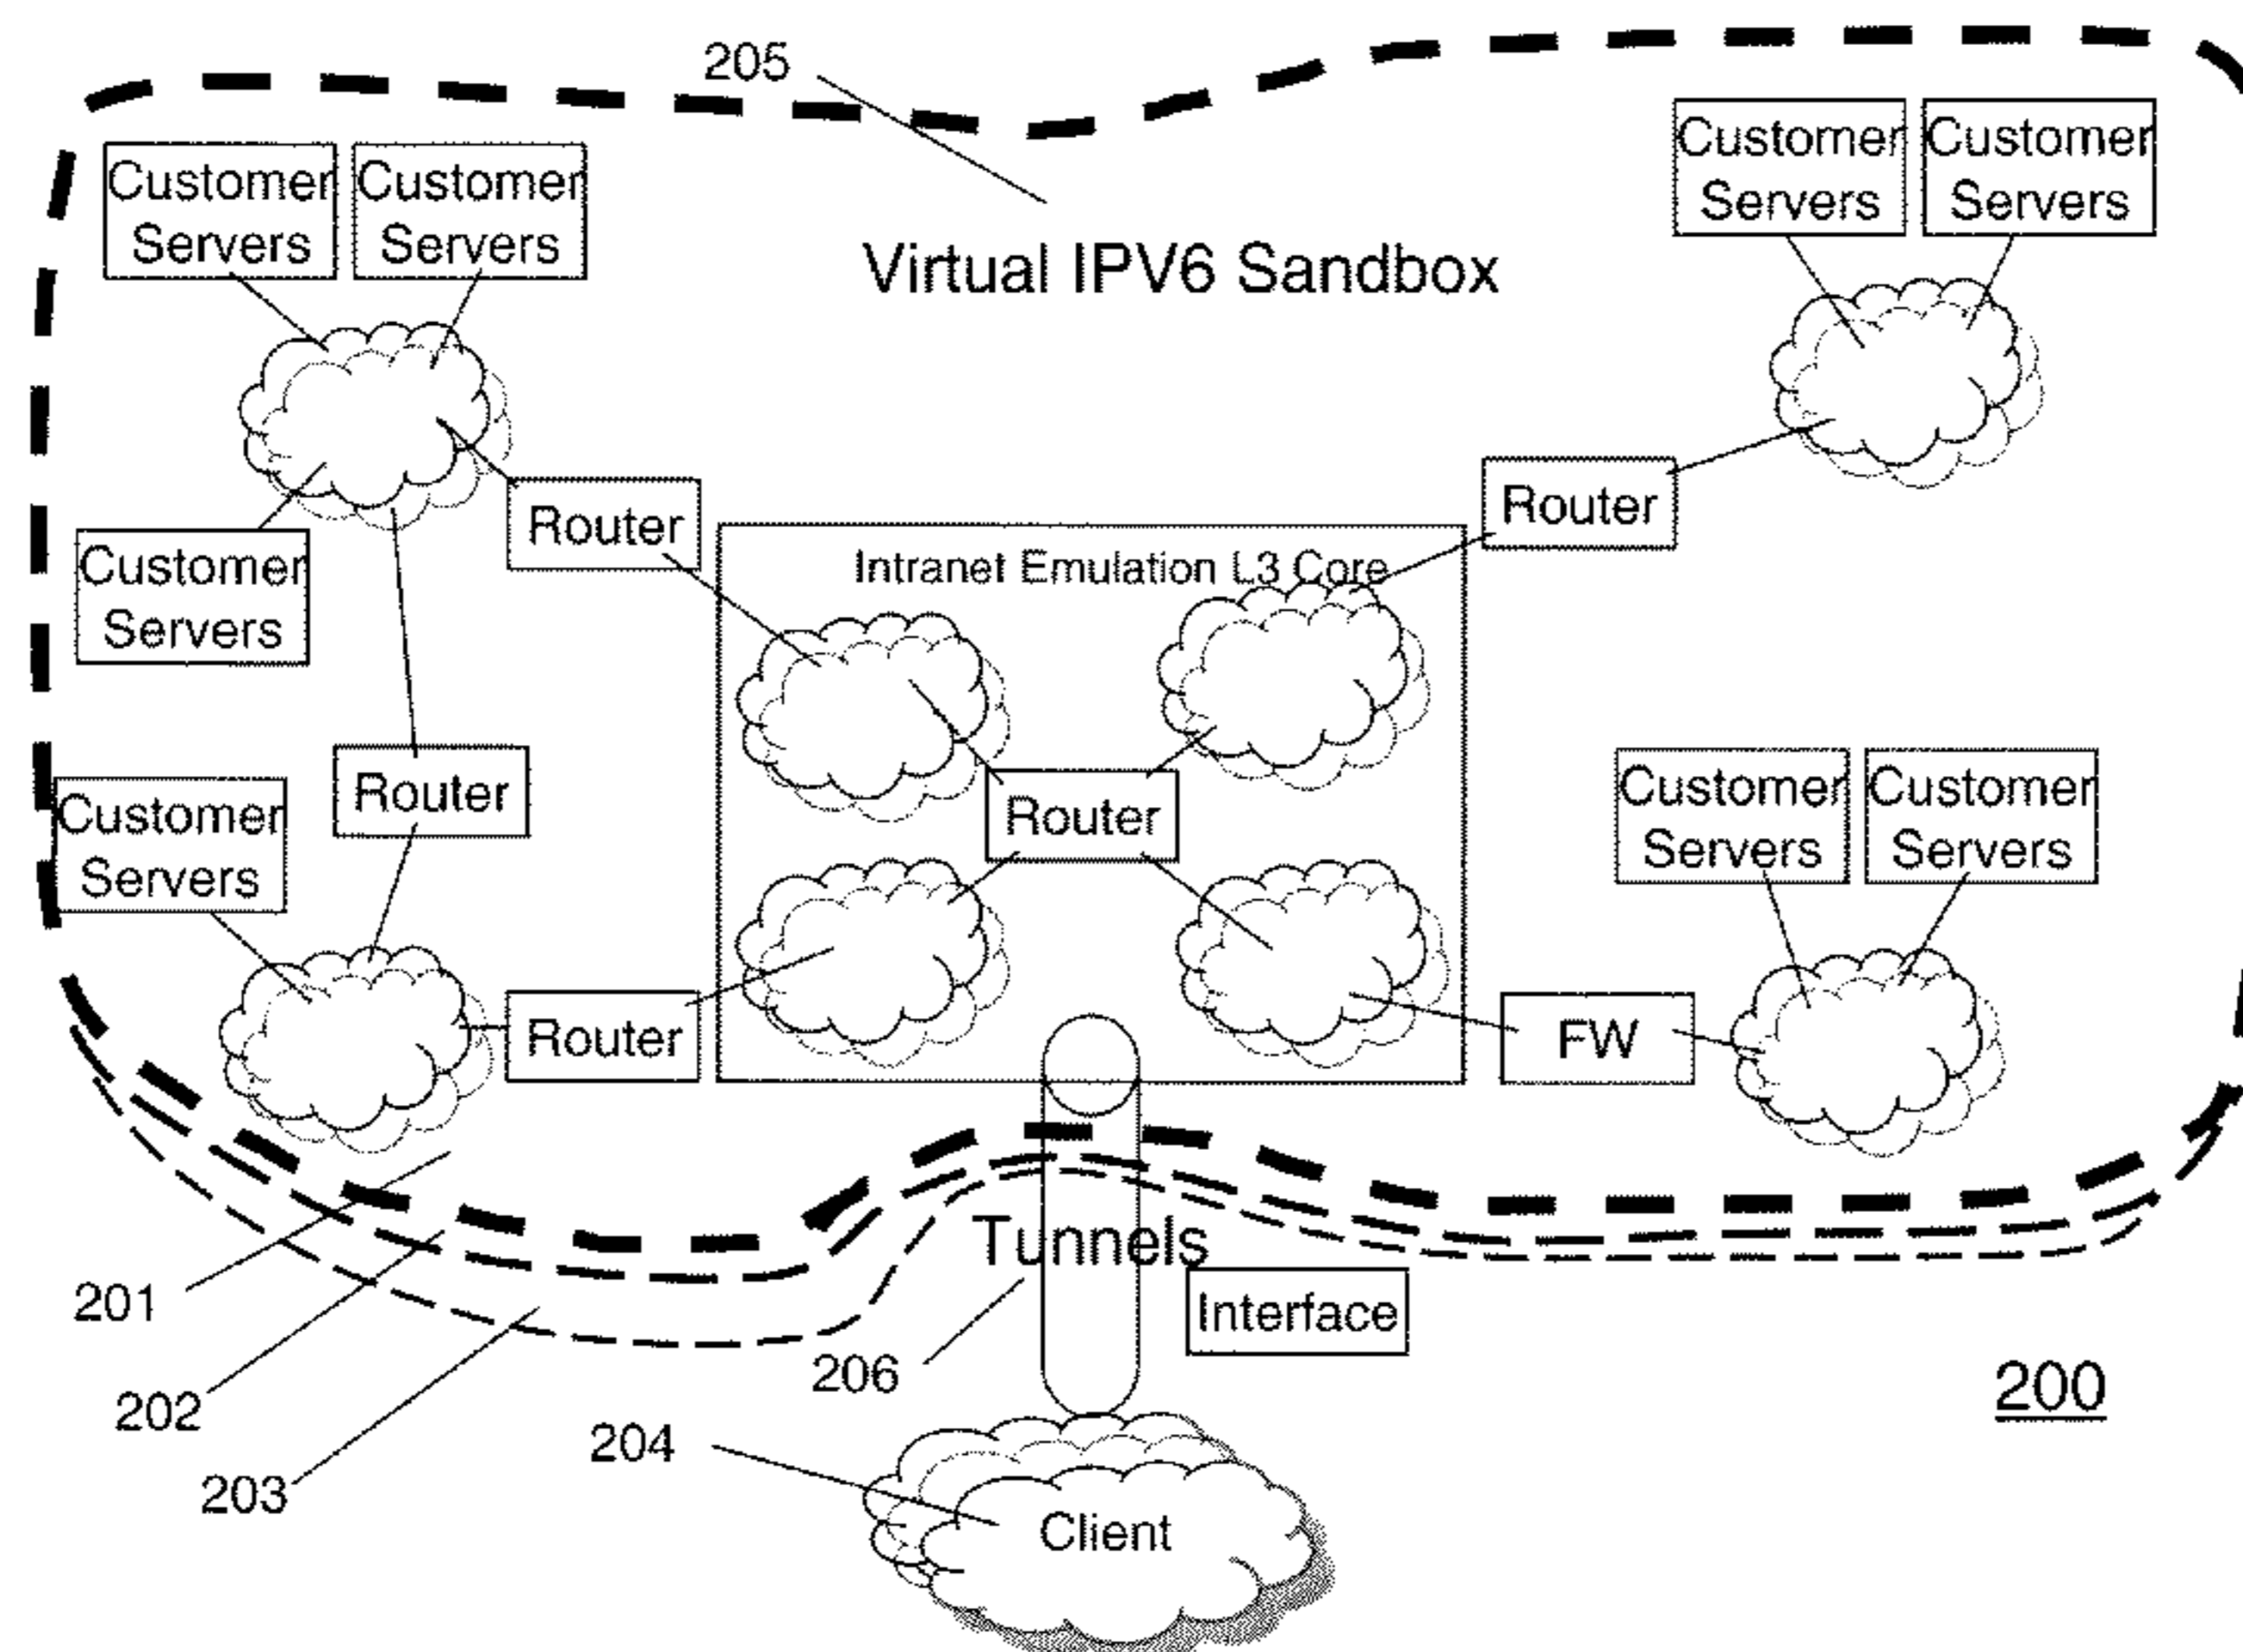 205
Customer
Servers
Customer
Servers
Customer
Servers
Customer
Servers
Virtual IPV6 Sandbox
Router
Router
Intranet Emulation L3 Core
Customer
Servers
Router
Customer
Servers
Router
Customer
Servers
Customer
Servers
Router
FW
Tunnels
Interface
201
202
203
206
204
Client
200